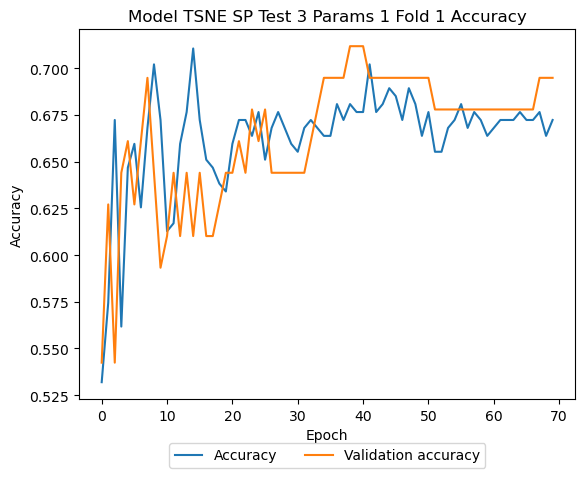 Model TSNE SP Test 3 Params 1 Fold 1 Accuracy
0.700
0.675
0.650
0.625
0.600
0.575
0.550
0.525
Accuracy
0 10 20 30 40 50 60 70
Epoch
Accuracy Validation accuracy